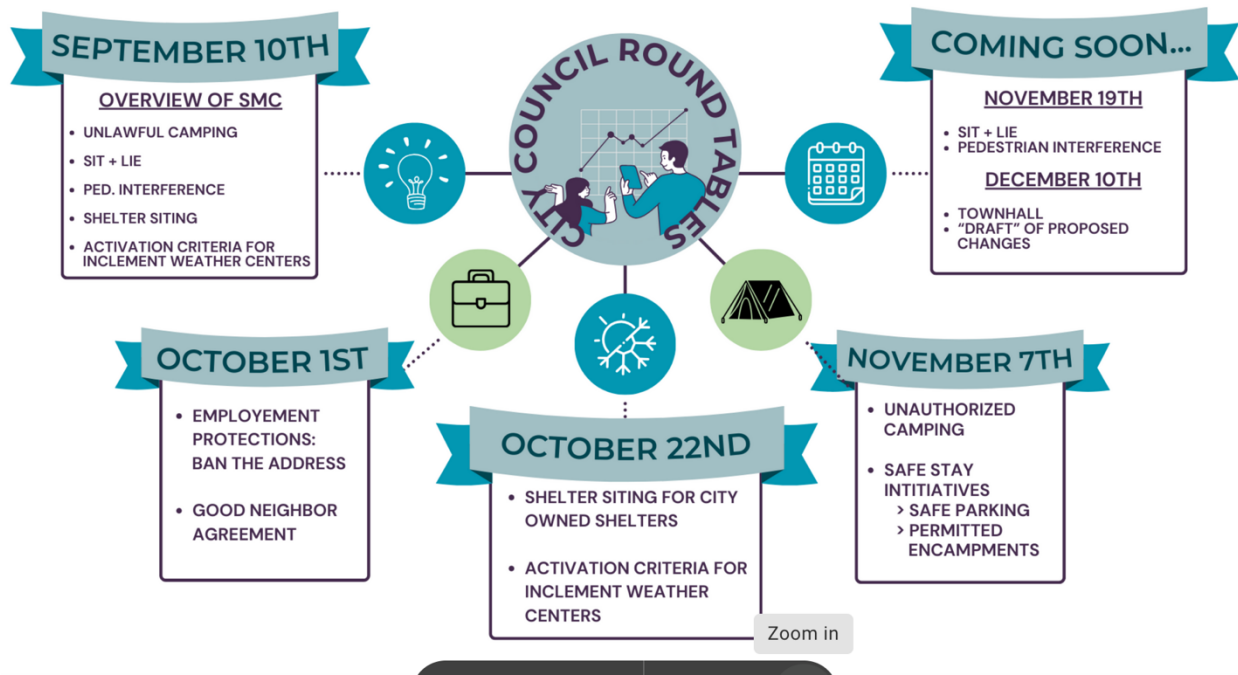 SEPTEMBER 10TH
OVERVIEW OF SMC
• UNLAWFUL CAMPING
• SIT + LIE
• PED. INTERFERENCE
• SHELTER SITING
• ACTIVATION CRITERIA FOR
INCLEMENT WEATHER CENTERS
CITY COUNCIL ROUND TABLES
COMING SOON...
NOVEMBER 19TH
• SIT + LIE
• PEDESTRIAN INTERFERENCE
DECEMBER 10TH
• TOWNHALL
• “DRAFT” OF PROPOSED
CHANGES
OCTOBER 1ST
• EMPLOYEMENT
PROTECTIONS:
BAN THE ADDRESS
• GOOD NEIGHBOR
AGREEMENT
OCTOBER 22ND
• SHELTER SITING FOR CITY
OWNED SHELTERS
• ACTIVATION CRITERIA FOR
INCLEMENT WEATHER
CENTERS
NOVEMBER 7TH
• UNAUTHORIZED
CAMPING
• SAFE STAY
INTITIATIVES
> SAFE PARKING
> PERMITTED
ENCAMPMENTS
Zoom in